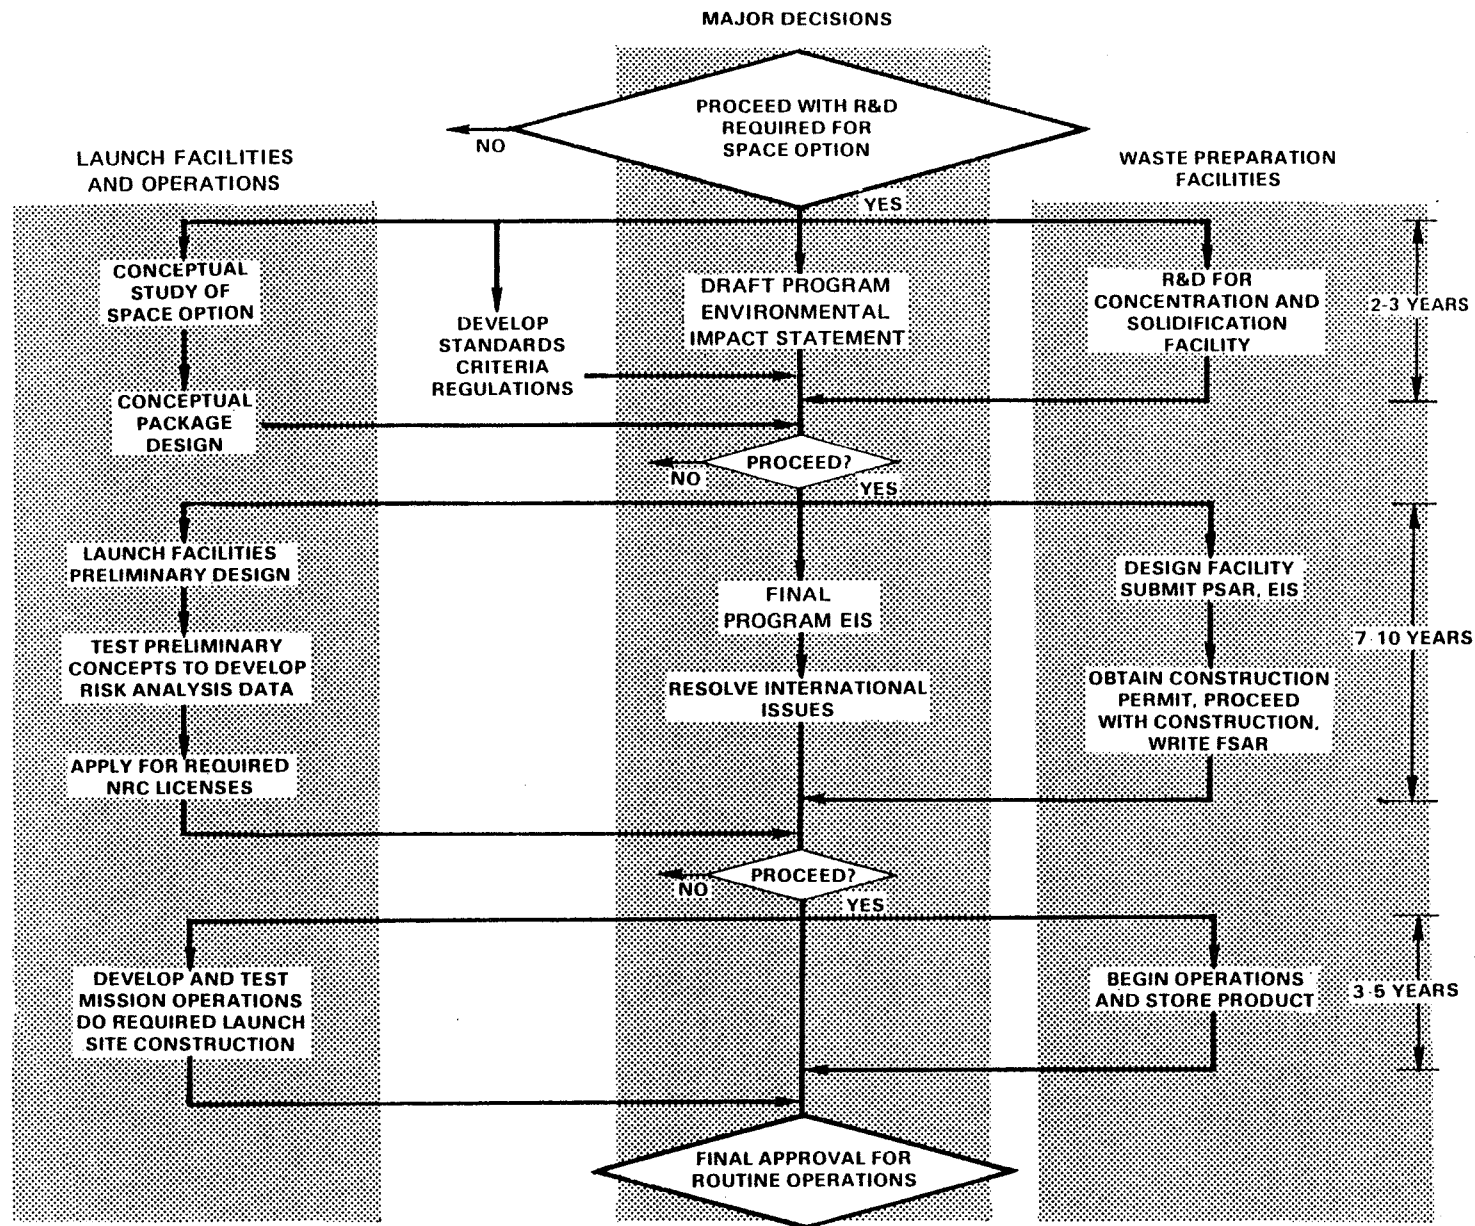 MAJOR DECISIONS
PROCEED WITH R&D
REQUIRED FOR
SPACE OPTION
NO
YES
LAUNCH FACILITIES
AND OPERATIONS
WASTE PREPARATION
FACILITIES
CONCEPTUAL
STUDY OF
SPACE OPTION
DEVELOP
STANDARDS
CRITERIA
REGULATIONS
DRAFT PROGRAM
ENVIRONMENTAL
IMPACT STATEMENT
R&D FOR
CONCENTRATION AND
SOLIDIFICATION
FACILITY
2-3 YEARS
CONCEPTUAL
PACKAGE
DESIGN
PROCEED?
NO
YES
LAUNCH FACILITIES
PRELIMINARY DESIGN
FINAL
PROGRAM EIS
DESIGN FACILITY
SUBMIT PSAR, EIS
7-10 YEARS
TEST PRELIMINARY
CONCEPTS TO DEVELOP
RISK ANALYSIS DATA
RESOLVE INTERNATIONAL
ISSUES
OBTAIN CONSTRUCTION
PERMIT, PROCEED
WITH CONSTRUCTION,
WRITE FSAR
APPLY FOR REQUIRED
NRC LICENSES
PROCEED?
NO
YES
DEVELOP AND TEST
MISSION OPERATIONS
DO REQUIRED LAUNCH
SITE CONSTRUCTION
BEGIN OPERATIONS
AND STORE PRODUCT
3-5 YEARS
FINAL APPROVAL FOR
ROUTINE OPERATIONS